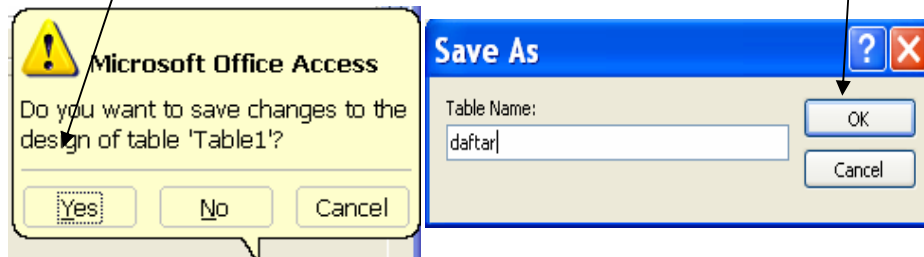 Microsoft Office Access
Do you want to save changes to the
design of table 'Table1'?
Yes No Cancel
Save As
?
Table Name:
daftar
OK
Cancel